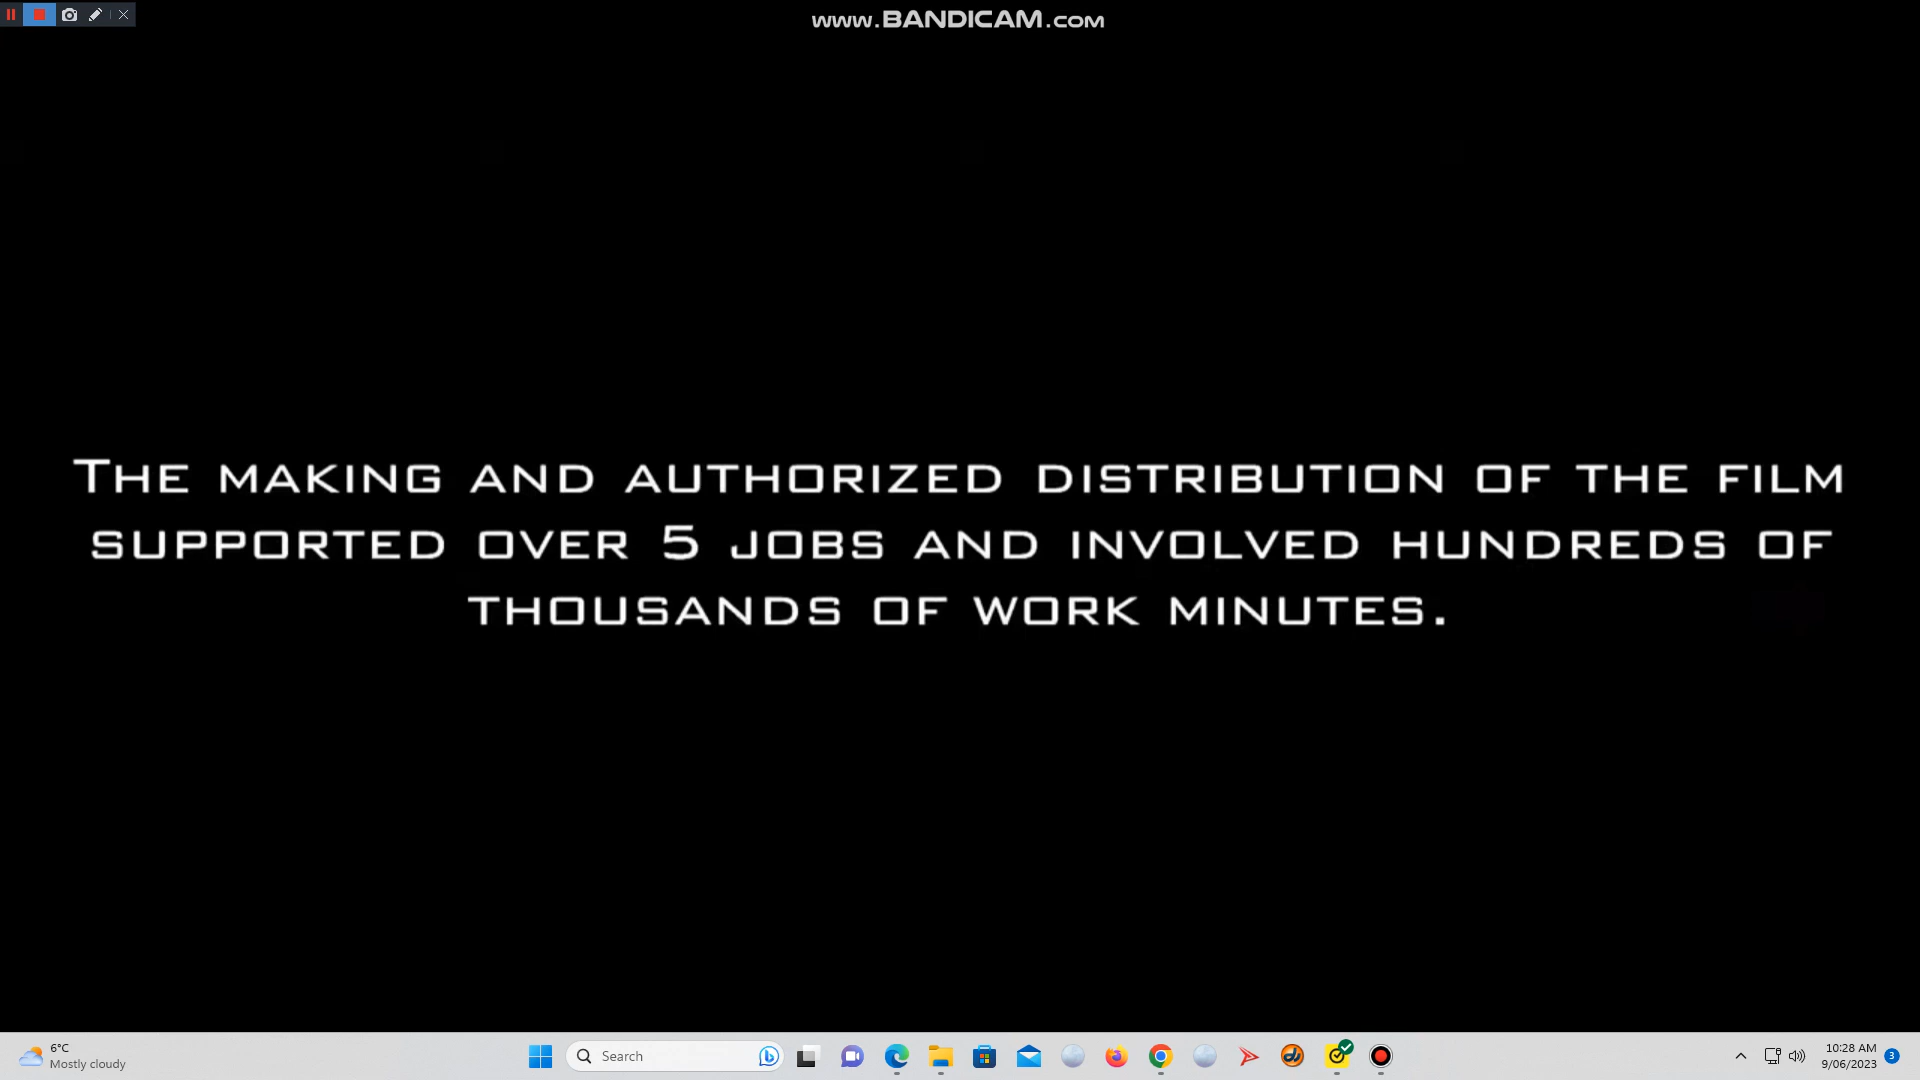 www.BANDICAM.com
The making and authorized distribution of the film
supported over 5 jobs and involved hundreds of
thousands of work minutes.
6°C
Mostly cloudy
Search
10:28 AM
9/06/2023
3